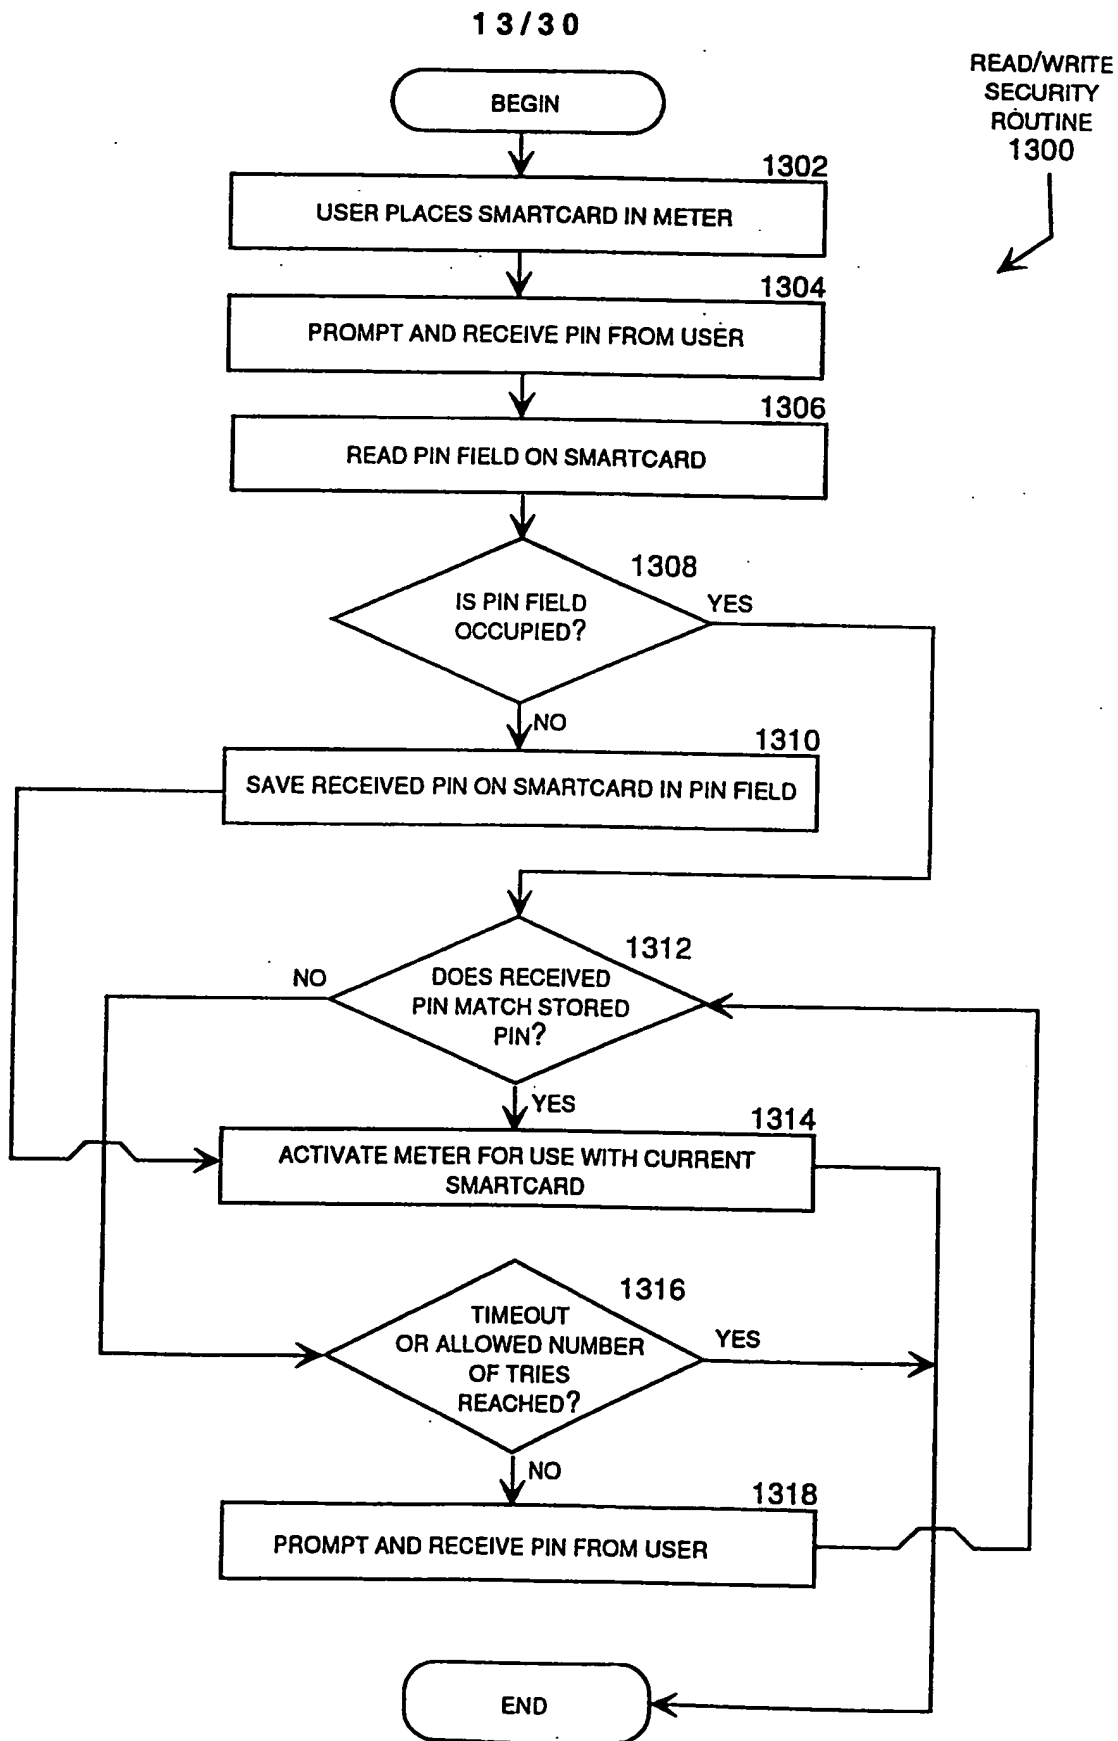 13/30
READ/WRITE
SECURITY
ROUTINE
1300
BEGIN
1302
USER PLACES SMARTCARD IN METER
1304
PROMPT AND RECEIVE PIN FROM USER
1306
READ PIN FIELD ON SMARTCARD
1308
IS PIN FIELD
OCCUPIED?
YES
NO
1310
SAVE RECEIVED PIN ON SMARTCARD IN PIN FIELD
1312
NO
DOES RECEIVED
PIN MATCH STORED
PIN?
YES
1314
ACTIVATE METER FOR USE WITH CURRENT
SMARTCARD
1316
TIMEOUT
OR ALLOWED NUMBER
OF TRIES
REACHED?
YES
NO
1318
PROMPT AND RECEIVE PIN FROM USER
END